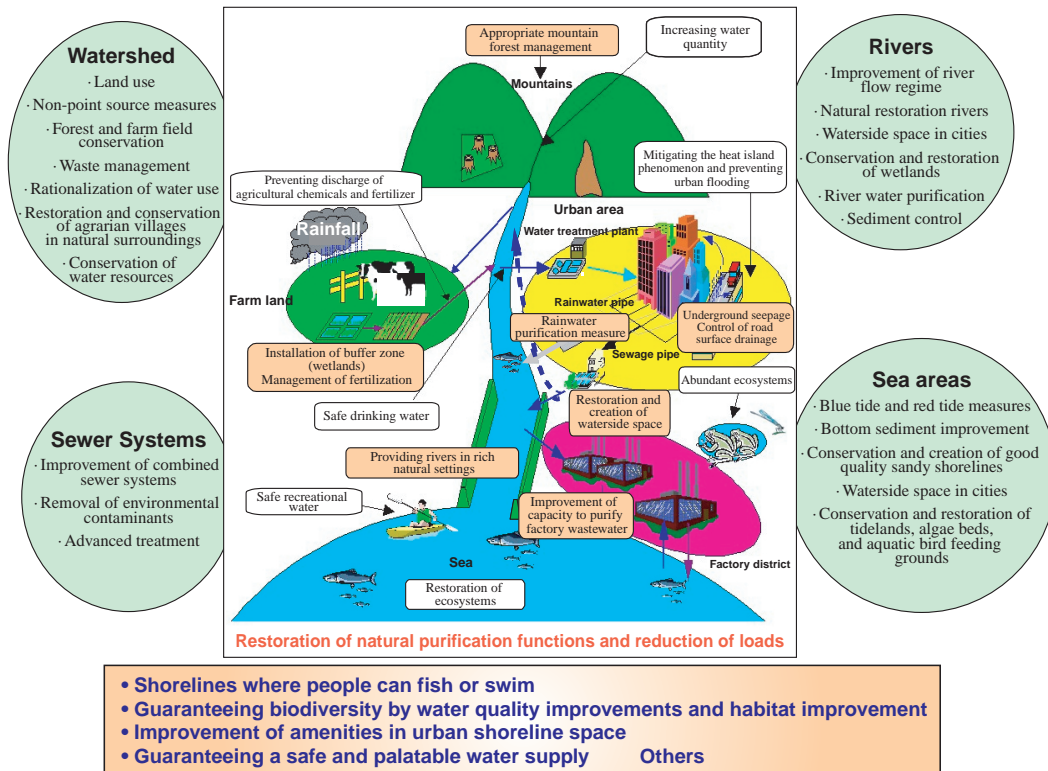 Watershed
· Land use
· Non-point source measures
· Forest and farm field
conservation
· Waste management
· Rationalization of water use
· Restoration and conservation
of agrarian villages
in natural surroundings
· Conservation of
water resources
Sewer Systems
· Improvement of combined
sewer systems
· Removal of environmental
contaminants
· Advanced treatment
Appropriate mountain
forest management
Increasing water
quantity
Mountains
Mitigating the heat island
phenomenon and preventing
urban flooding
Preventing discharge of
agricultural chemicals and fertilizer
Urban area
Rainfall
Water treatment plant
Farm land
Rainwater pipe
Rainwater
purification measure
Underground seepage
Control of road
surface drainage
Sewage pipe
Installation of buffer zone
(wetlands)
Management of fertilization
Abundant ecosystems
Safe drinking water
Restoration and
creation of
waterside space
Providing rivers in rich
natural settings
Safe recreational
water
Improvement of
capacity to purify
factory wastewater
Sea
Factory district
Restoration of
ecosystems
Restoration of natural purification functions and reduction of loads
Rivers
· Improvement of river
flow regime
· Natural restoration rivers
· Waterside space in cities
· Conservation and restoration
of wetlands
· River water purification
· Sediment control
Sea areas
· Blue tide and red tide measures
· Bottom sediment improvement
· Conservation and creation of good
quality sandy shorelines
· Waterside space in cities
· Conservation and restoration of
tidelands, algae beds,
and aquatic bird feeding
grounds
• Shorelines where people can fish or swim
• Guaranteeing biodiversity by water quality improvements and habitat improvement
• Improvement of amenities in urban shoreline space
• Guaranteeing a safe and palatable water supply Others